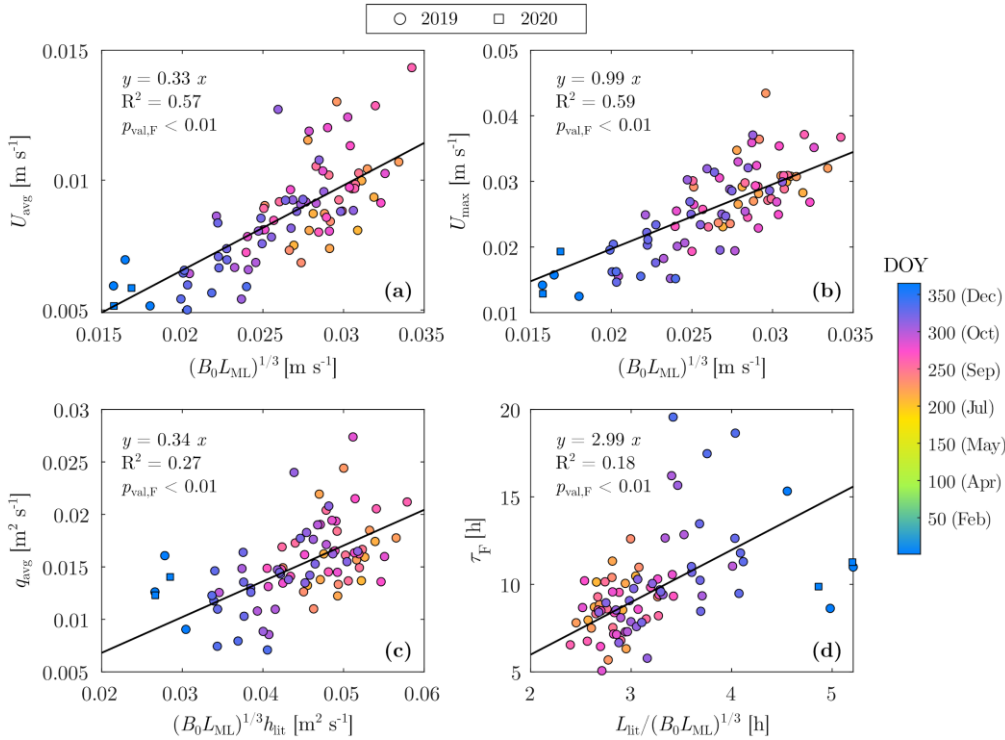 2019 2020
0.015
0.01
0.005
0.015 0.02 0.025 0.03 0.035
U_avg [m s⁻¹]
(B₀L_ML)^1/3 [m s⁻¹]
y = 0.33 x
R² = 0.57
p_val,F < 0.01
(a)
0.05
0.04
0.03
0.02
0.01
0.015 0.02 0.025 0.03 0.035
U_max [m s⁻¹]
(B₀L_ML)^1/3 [m s⁻¹]
y = 0.99 x
R² = 0.59
p_val,F < 0.01
(b)
0.03
0.025
0.02
0.015
0.01
0.005
0.02 0.03 0.04 0.05 0.06
q_avg [m² s⁻¹]
(B₀L_ML)^1/3 h_lit [m² s⁻¹]
y = 0.34 x
R² = 0.27
p_val,F < 0.01
(c)
20
15
10
5
2 3 4 5
τ_F [h]
L_lit/(B₀L_ML)^1/3 [h]
y = 2.99 x
R² = 0.18
p_val,F < 0.01
(d)
DOY
350 (Dec)
300 (Oct)
250 (Sep)
200 (Jul)
150 (May)
100 (Apr)
50 (Feb)